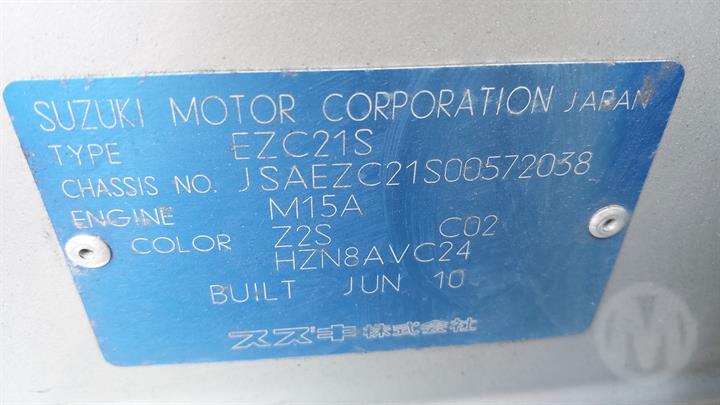 SUZUKI MOTOR CORPORATION JAPAN
TYPE EZC21S
CHASSIS NO. JSAEZC21S00572038
ENGINE M15A
COLOR Z2S C02
HZN8AVC24
BUILT JUN 10
スズキ株式会社
M